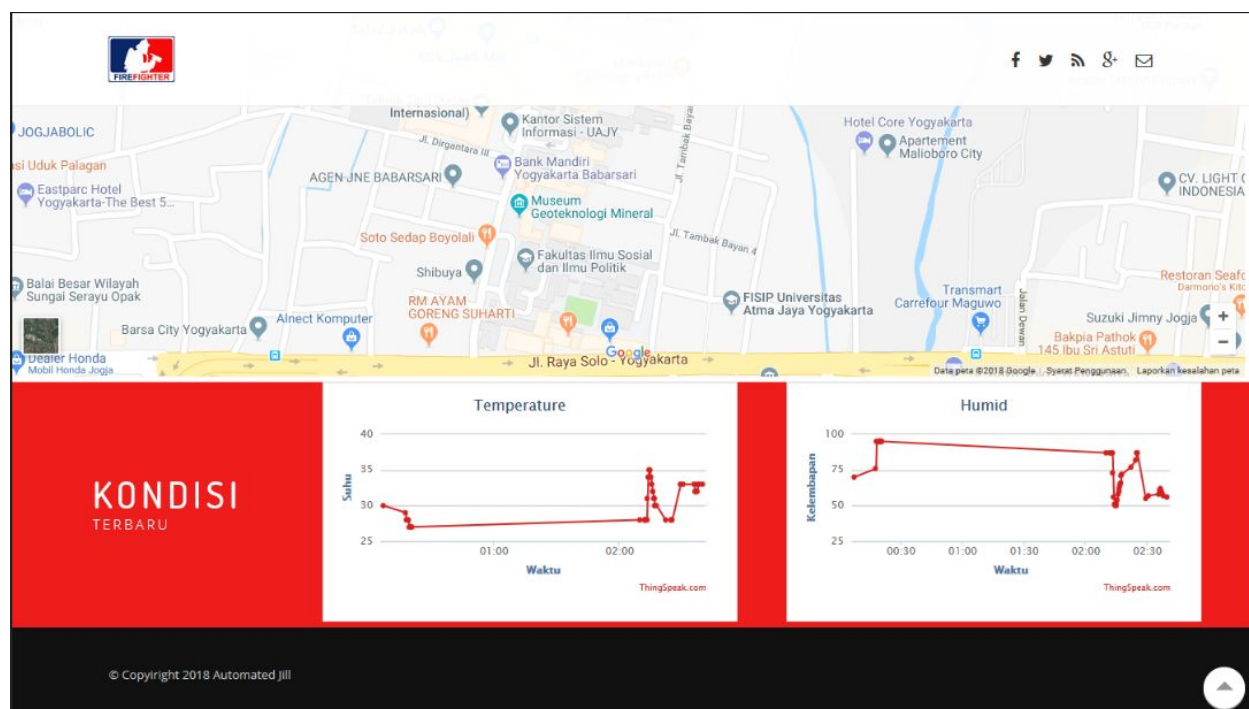 FIREFIGHTER
Internasional)
Kantor Sistem
Informasi - UAJY
Hotel Core Yogyakarta
JOGJABOLIC
Jl. Dirgantara III
Jl. Tambak Bayan
Apartement
Malioboro City
si Uduk Palagan
Bank Mandiri
Yogyakarta Babarsari
AGEN JNE BABARSARI
Eastparc Hotel
Yogyakarta-The Best 5...
CV. LIGHT
INDONESIA
Museum
Geoteknologi Mineral
Soto Sedap Boyolali
Jl. Tambak Bayan 4
Fakultas Ilmu Sosial
dan Ilmu Politik
Shibuya
Balai Besar Wilayah
Sungai Serayu Opak
Restoran Seafo
Darmono's Kitc
RM AYAM
GORENG SUHARTI
FISIP Universitas
Atma Jaya Yogyakarta
Transmart
Carrefour Maguwo
Jalan Dewan
Barsa City Yogyakarta
Alnect Komputer
Suzuki Jimny Jogja
+
Bakpia Pathok
145 Ibu Sri Astuti
−
Dealer Honda
Mobil Honda Jogja
Google
Jl. Raya Solo - Yogyakarta
Data peta ©2018 Google Syarat Penggunaan Laporkan kesalahan peta
KONDISI
TERBARU
Temperature
Suhu
40
35
30
25
01:00 02:00
Waktu
ThingSpeak.com
Humid
Kelembapan
100
75
50
25
00:30 01:00 01:30 02:00 02:30
Waktu
ThingSpeak.com
© Copyiright 2018 Automated Jill